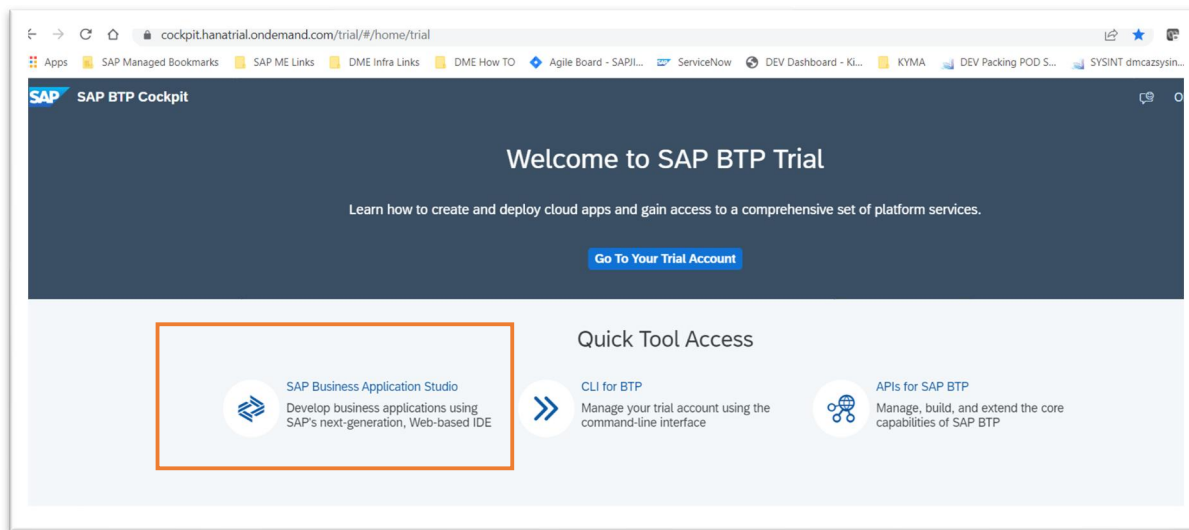 cockpit.hanatrial.ondemand.com/trial/#/home/trial
Apps SAP Managed Bookmarks SAP ME Links DME Infra Links DME How TO Agile Board - SAPJI... ServiceNow DEV Dashboard - Ki... KYMA DEV Packing POD S... SYSINT dmcazsysin...
SAP SAP BTP Cockpit
Welcome to SAP BTP Trial
Learn how to create and deploy cloud apps and gain access to a comprehensive set of platform services.
Go To Your Trial Account
Quick Tool Access
SAP Business Application Studio
Develop business applications using
SAP's next-generation, Web-based IDE
CLI for BTP
Manage your trial account using the
command-line interface
APIs for SAP BTP
Manage, build, and extend the core
capabilities of SAP BTP